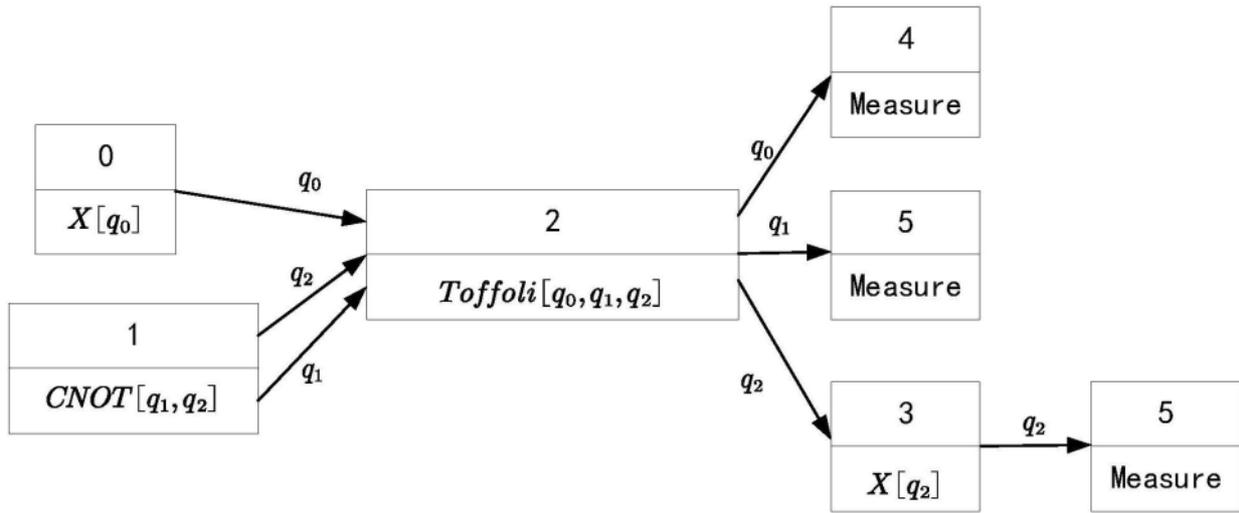 4
Measure
0
X[q₀]
q₀
q₀
2
Toffoli[q₀,q₁,q₂]
q₁
5
Measure
q₂
1
CNOT[q₁,q₂]
q₁
q₂
3
X[q₂]
q₂
5
Measure